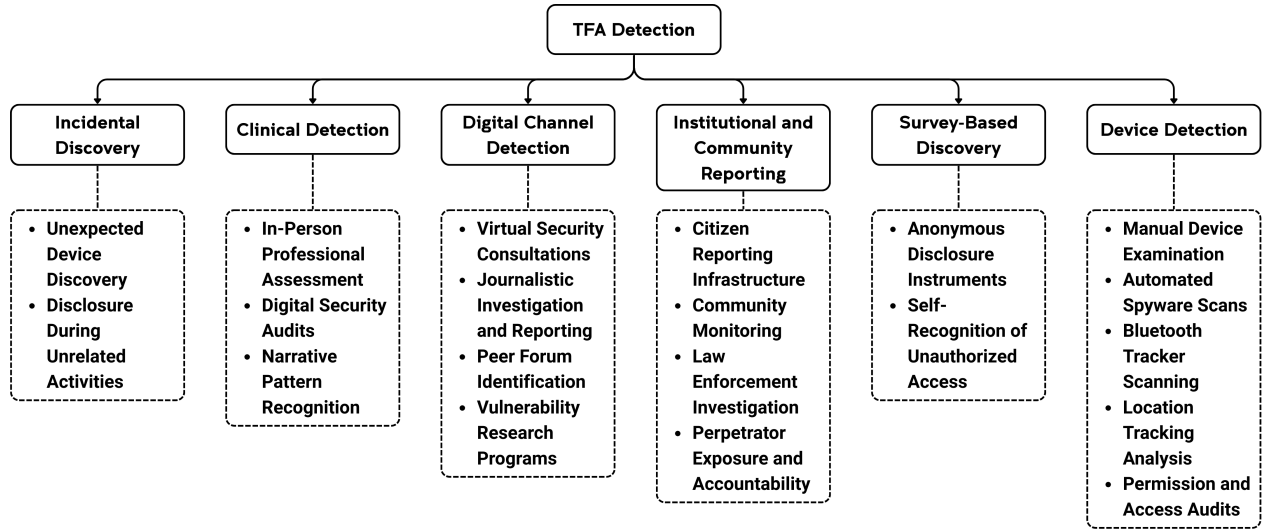 TFA Detection
Incidental
Discovery
• Unexpected
Device
Discovery
• Disclosure
During
Unrelated
Activities
Clinical Detection
• In-Person
Professional
Assessment
• Digital Security
Audits
• Narrative
Pattern
Recognition
Digital Channel
Detection
• Virtual Security
Consultations
• Journalistic
Investigation
and Reporting
• Peer Forum
Identification
• Vulnerability
Research
Programs
Institutional and
Community
Reporting
• Citizen
Reporting
Infrastructure
• Community
Monitoring
• Law
Enforcement
Investigation
• Perpetrator
Exposure and
Accountability
Survey-Based
Discovery
• Anonymous
Disclosure
Instruments
• Self-
Recognition of
Unauthorized
Access
Device Detection
• Manual Device
Examination
• Automated
Spyware Scans
• Bluetooth
Tracker
Scanning
• Location
Tracking
Analysis
• Permission and
Access Audits